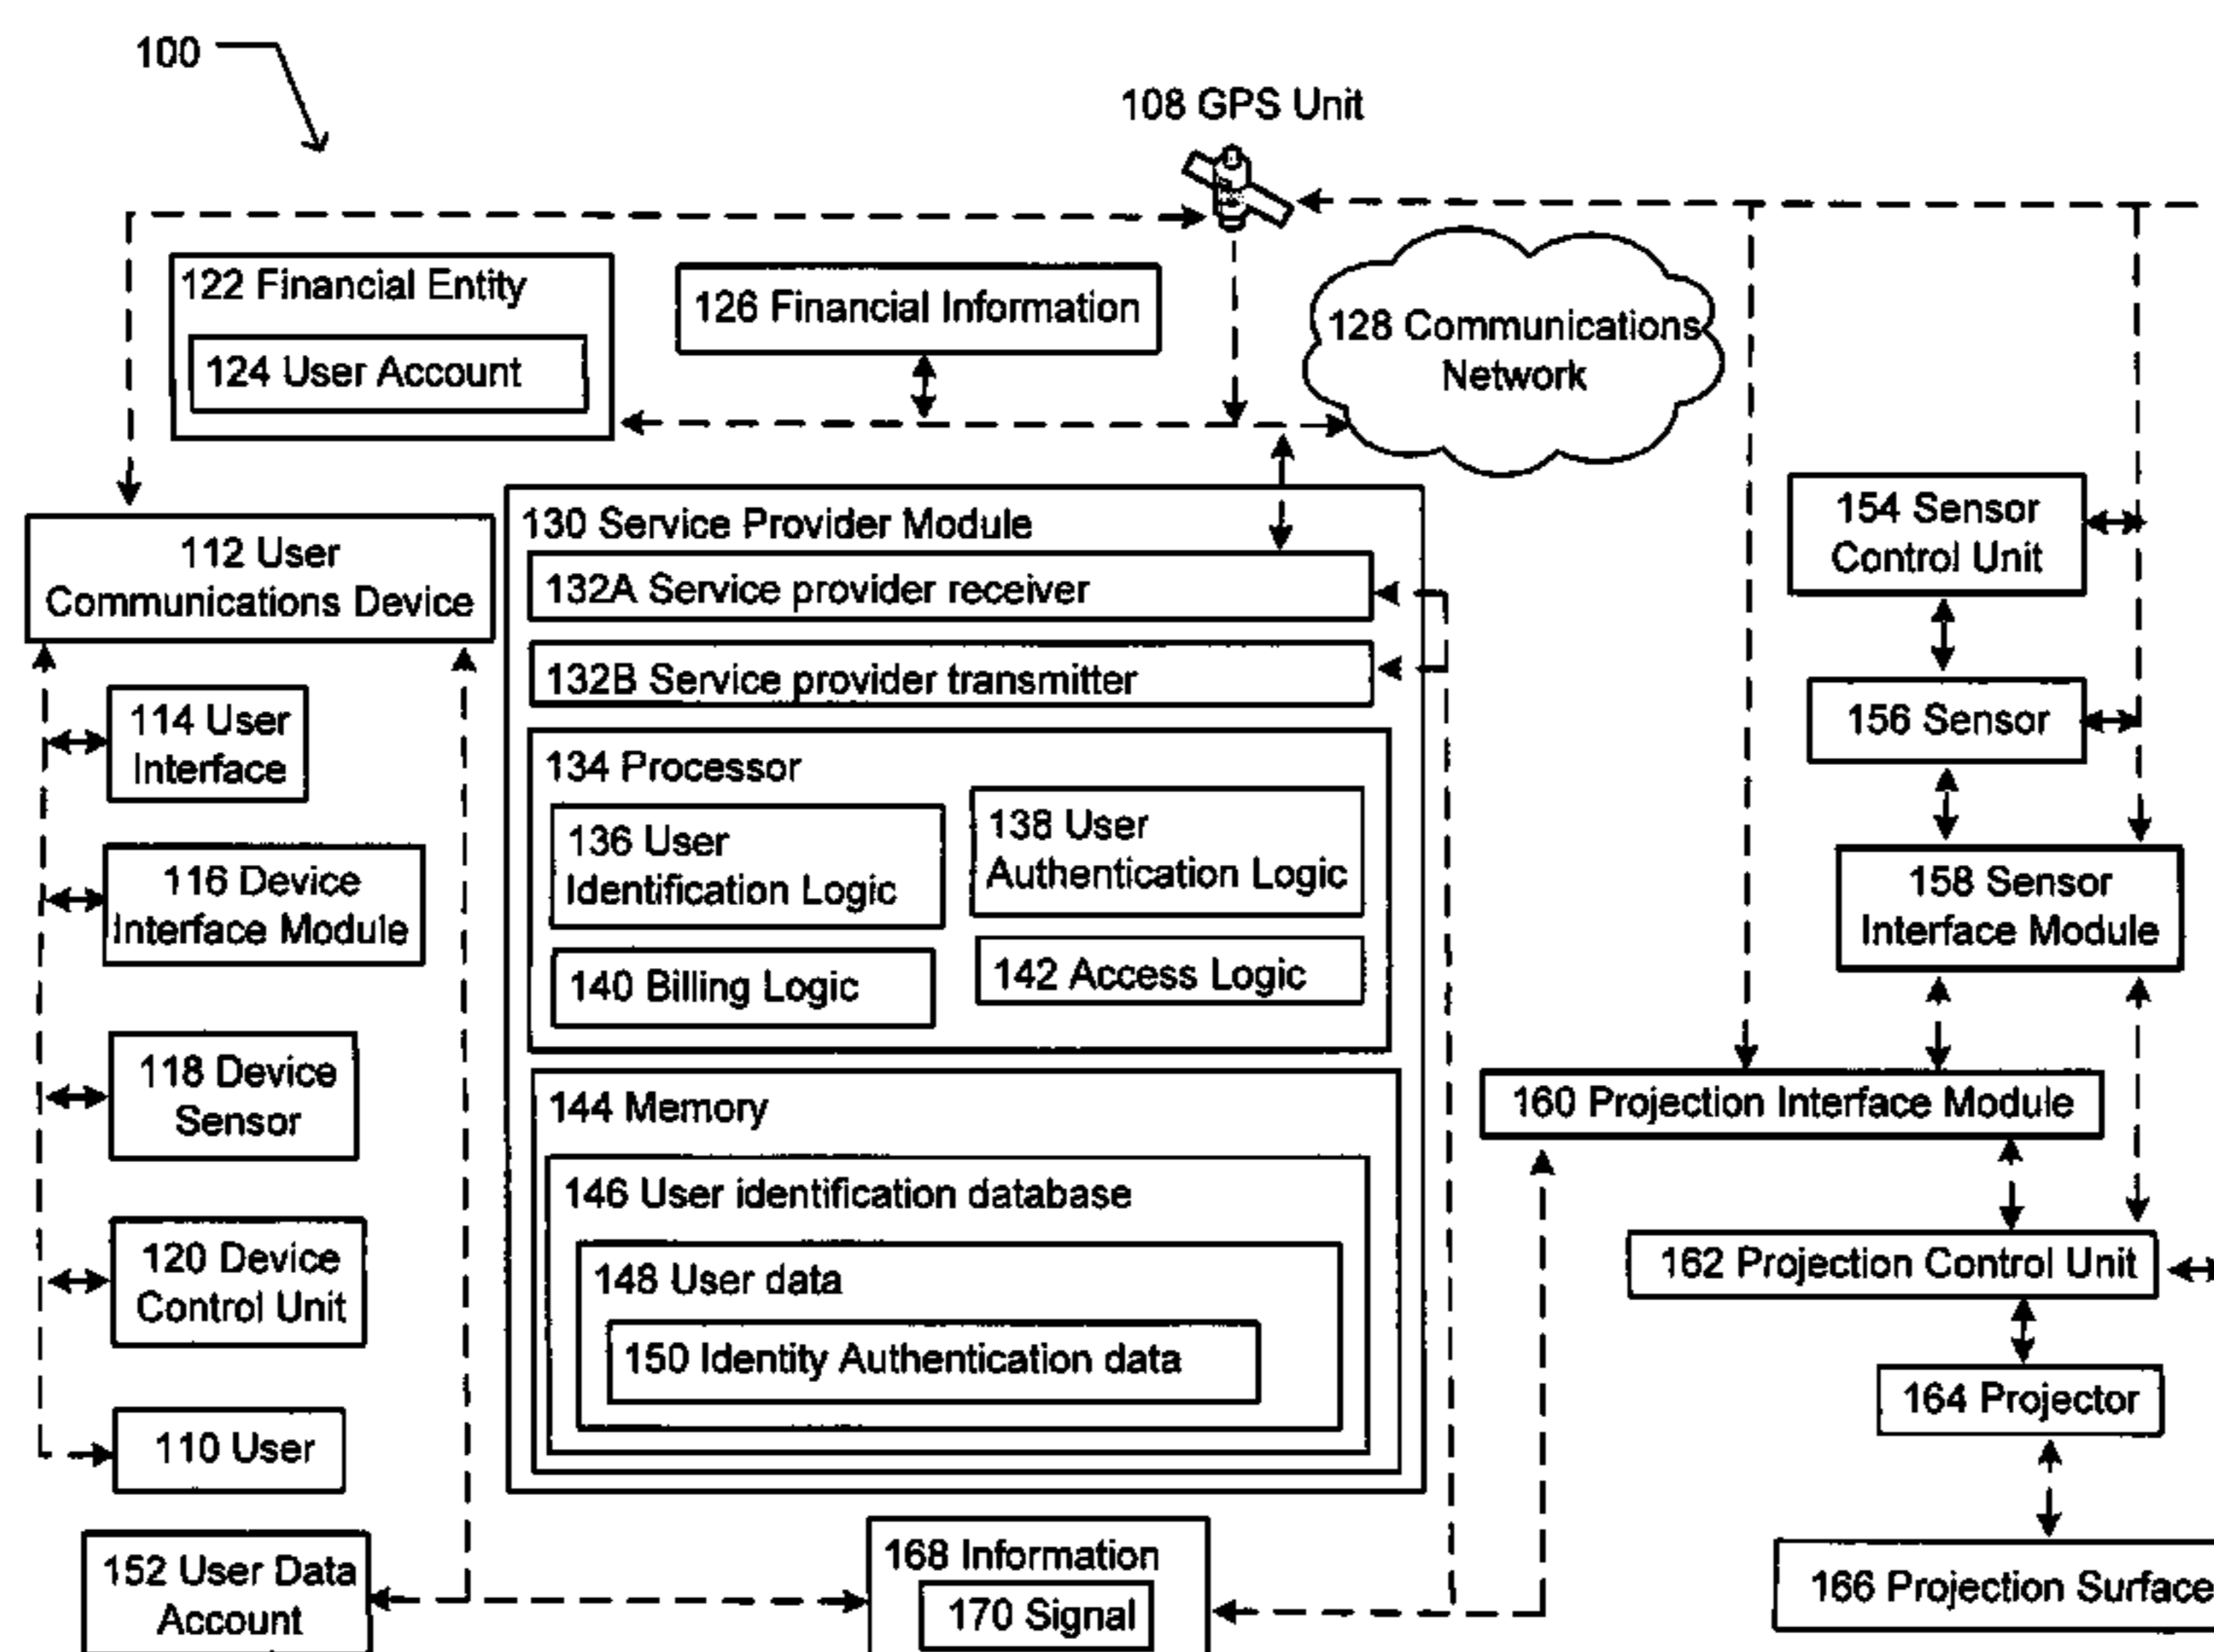 100
108 GPS Unit
122 Financial Entity
124 User Account
126 Financial Information
128 Communications
Network
112 User
Communications Device
114 User
Interface
116 Device
Interface Module
118 Device
Sensor
120 Device
Control Unit
110 User
152 User Data
Account
130 Service Provider Module
132A Service provider receiver
132B Service provider transmitter
134 Processor
136 User
Identification Logic
138 User
Authentication Logic
140 Billing Logic
142 Access Logic
144 Memory
146 User identification database
148 User data
150 Identity Authentication data
168 Information
170 Signal
154 Sensor
Control Unit
156 Sensor
158 Sensor
Interface Module
160 Projection Interface Module
162 Projection Control Unit
164 Projector
166 Projection Surface